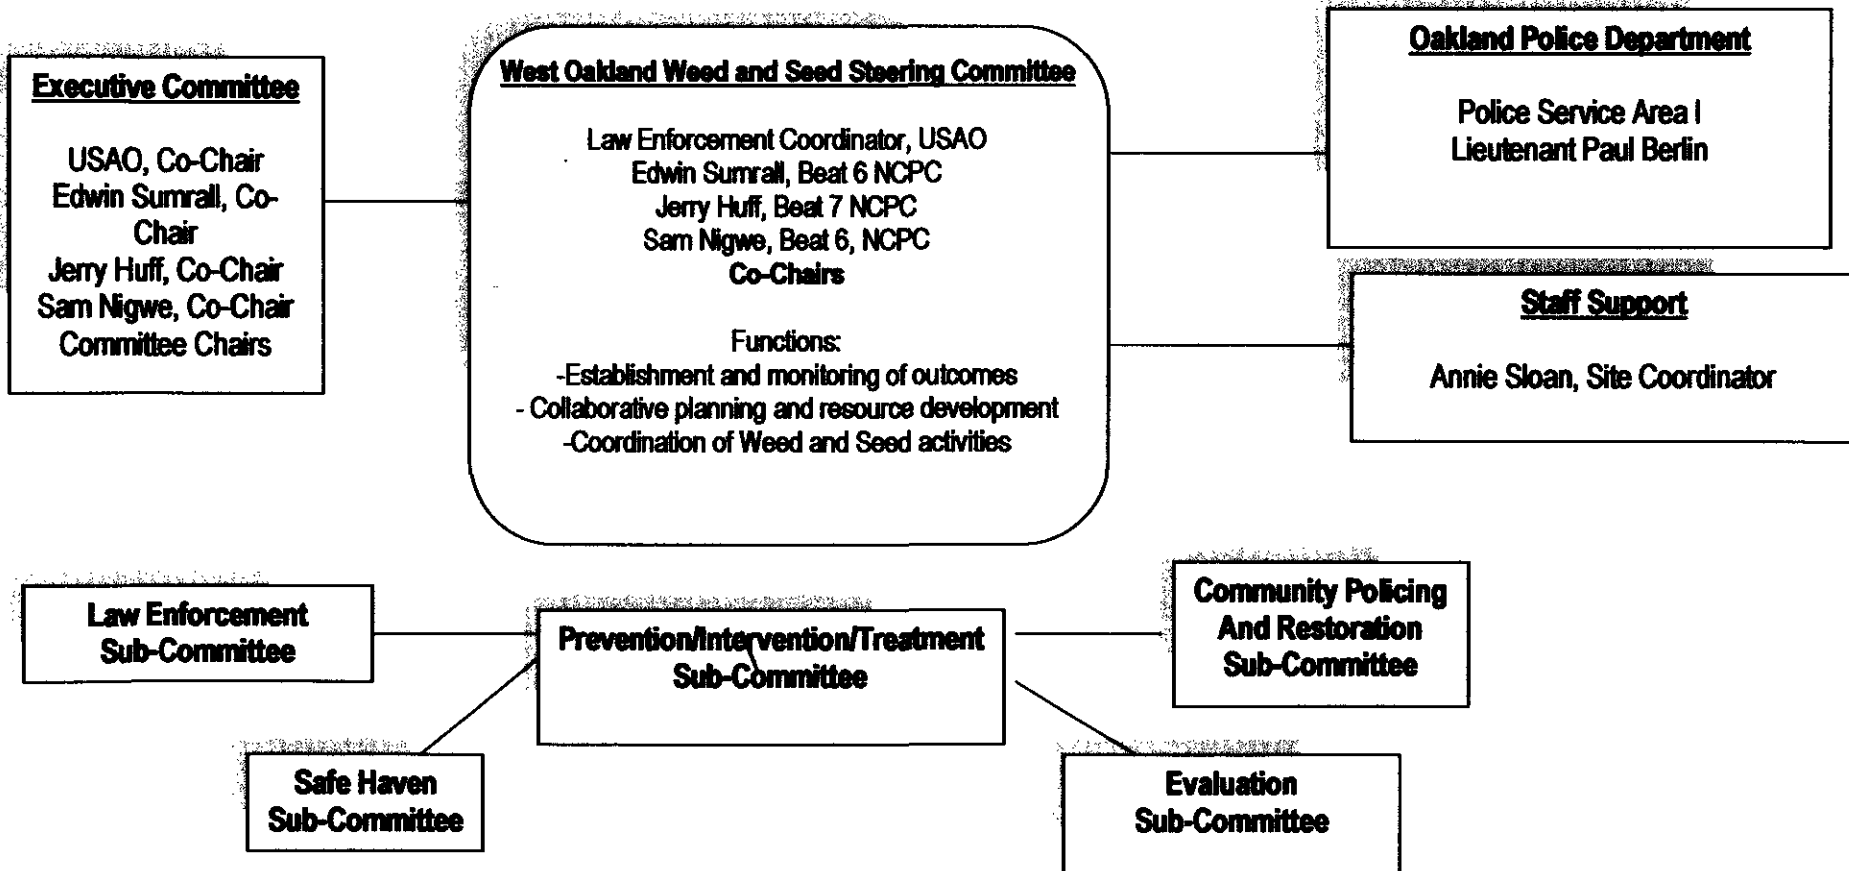 Executive Committee
USAO, Co-Chair
Edwin Sumrall, Co-
Chair
Jerry Huff, Co-Chair
Sam Nigwe, Co-Chair
Committee Chairs
West Oakland Weed and Seed Steering Committee
Law Enforcement Coordinator, USAO
Edwin Sumrall, Beat 6 NCPC
Jerry Huff, Beat 7 NCPC
Sam Nigwe, Beat 6, NCPC
Co-Chairs
Functions:
-Establishment and monitoring of outcomes
- Collaborative planning and resource development
-Coordination of Weed and Seed activities
Oakland Police Department
Police Service Area I
Lieutenant Paul Berlin
Staff Support
Annie Sloan, Site Coordinator
Law Enforcement
Sub-Committee
Prevention/Intervention/Treatment
Sub-Committee
Community Policing
And Restoration
Sub-Committee
Safe Haven
Sub-Committee
Evaluation
Sub-Committee